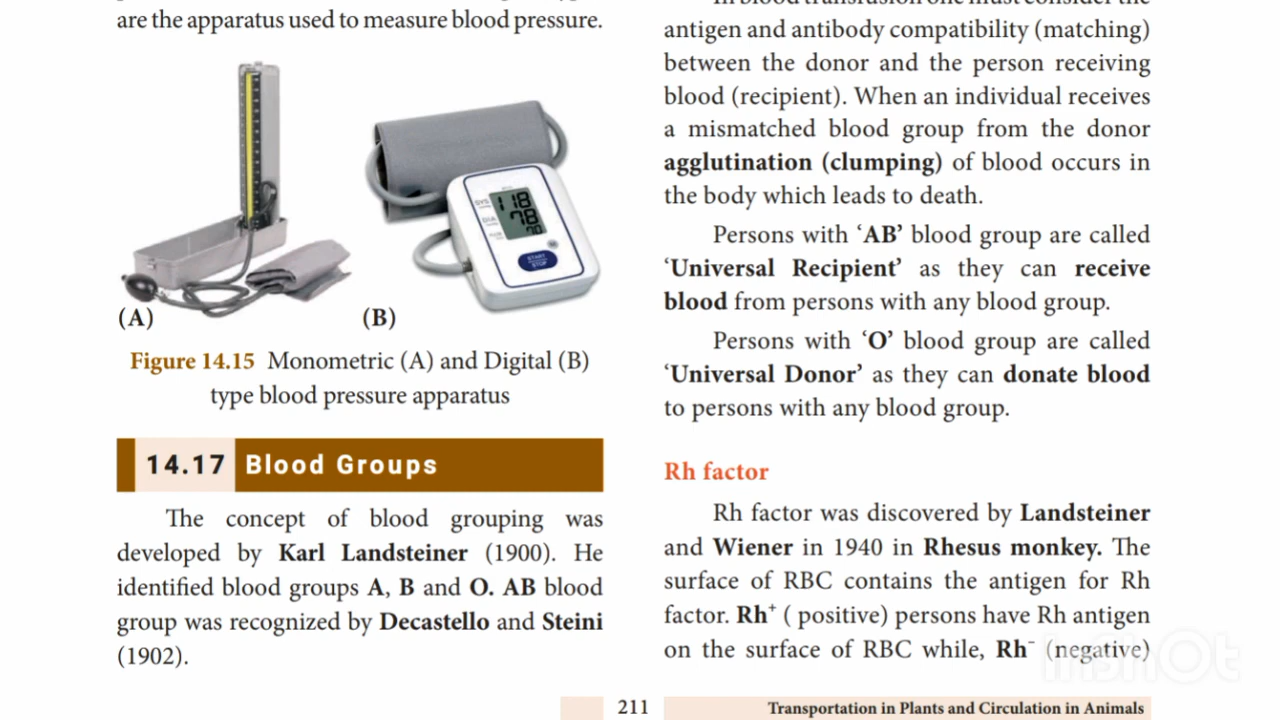 are the apparatus used to measure blood pressure.
SYS
118
DIA
78
78
START
STOP
(A)
(B)
Figure 14.15 Monometric (A) and Digital (B)
type blood pressure apparatus
14.17 Blood Groups
The concept of blood grouping was
developed by Karl Landsteiner (1900). He
identified blood groups A, B and O. AB blood
group was recognized by Decastello and Steini
(1902).
antigen and antibody compatibility (matching)
between the donor and the person receiving
blood (recipient). When an individual receives
a mismatched blood group from the donor
agglutination (clumping) of blood occurs in
the body which leads to death.
Persons with ‘AB’ blood group are called
‘Universal Recipient’ as they can receive
blood from persons with any blood group.
Persons with ‘O’ blood group are called
‘Universal Donor’ as they can donate blood
to persons with any blood group.
Rh factor
Rh factor was discovered by Landsteiner
and Wiener in 1940 in Rhesus monkey. The
surface of RBC contains the antigen for Rh
factor. Rh⁺ ( positive) persons have Rh antigen
on the surface of RBC while, Rh⁻ (negative)
InShOt
211
Transportation in Plants and Circulation in Animals